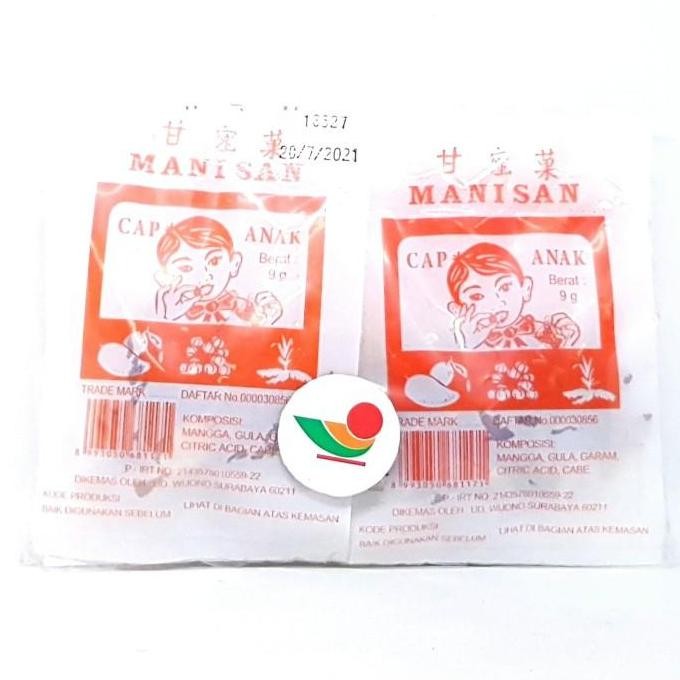 13327
20/7/2021
甘 蜜 菓
MANISAN
CAP
ANAK
Berat :
9 g
TRADE MARK
DAFTAR No.000030856
KOMPOSISI:
MANGGA, GULA,
CITRIC ACID, CABE
P - IRT NO. 2143578010559-22
DIKEMAS OLEH : UD. WIJONO SURABAYA 60211
KODE PRODUKSI
BAIK DIGUNAKAN SEBELUM
LIHAT DI BAGIAN ATAS KEMASAN
甘 蜜 菓
MANISAN
CAP
ANAK
Berat :
9 g
TRADE MARK
DAFTAR No.000030856
KOMPOSISI:
MANGGA, GULA, GARAM,
CITRIC ACID, CABE
P - IRT NO. 2143578010559-22
DIKEMAS OLEH : UD. WIJONO SURABAYA 60211
KODE PRODUKSI
BAIK DIGUNAKAN SEBELUM
LIHAT DI BAGIAN ATAS KEMASAN